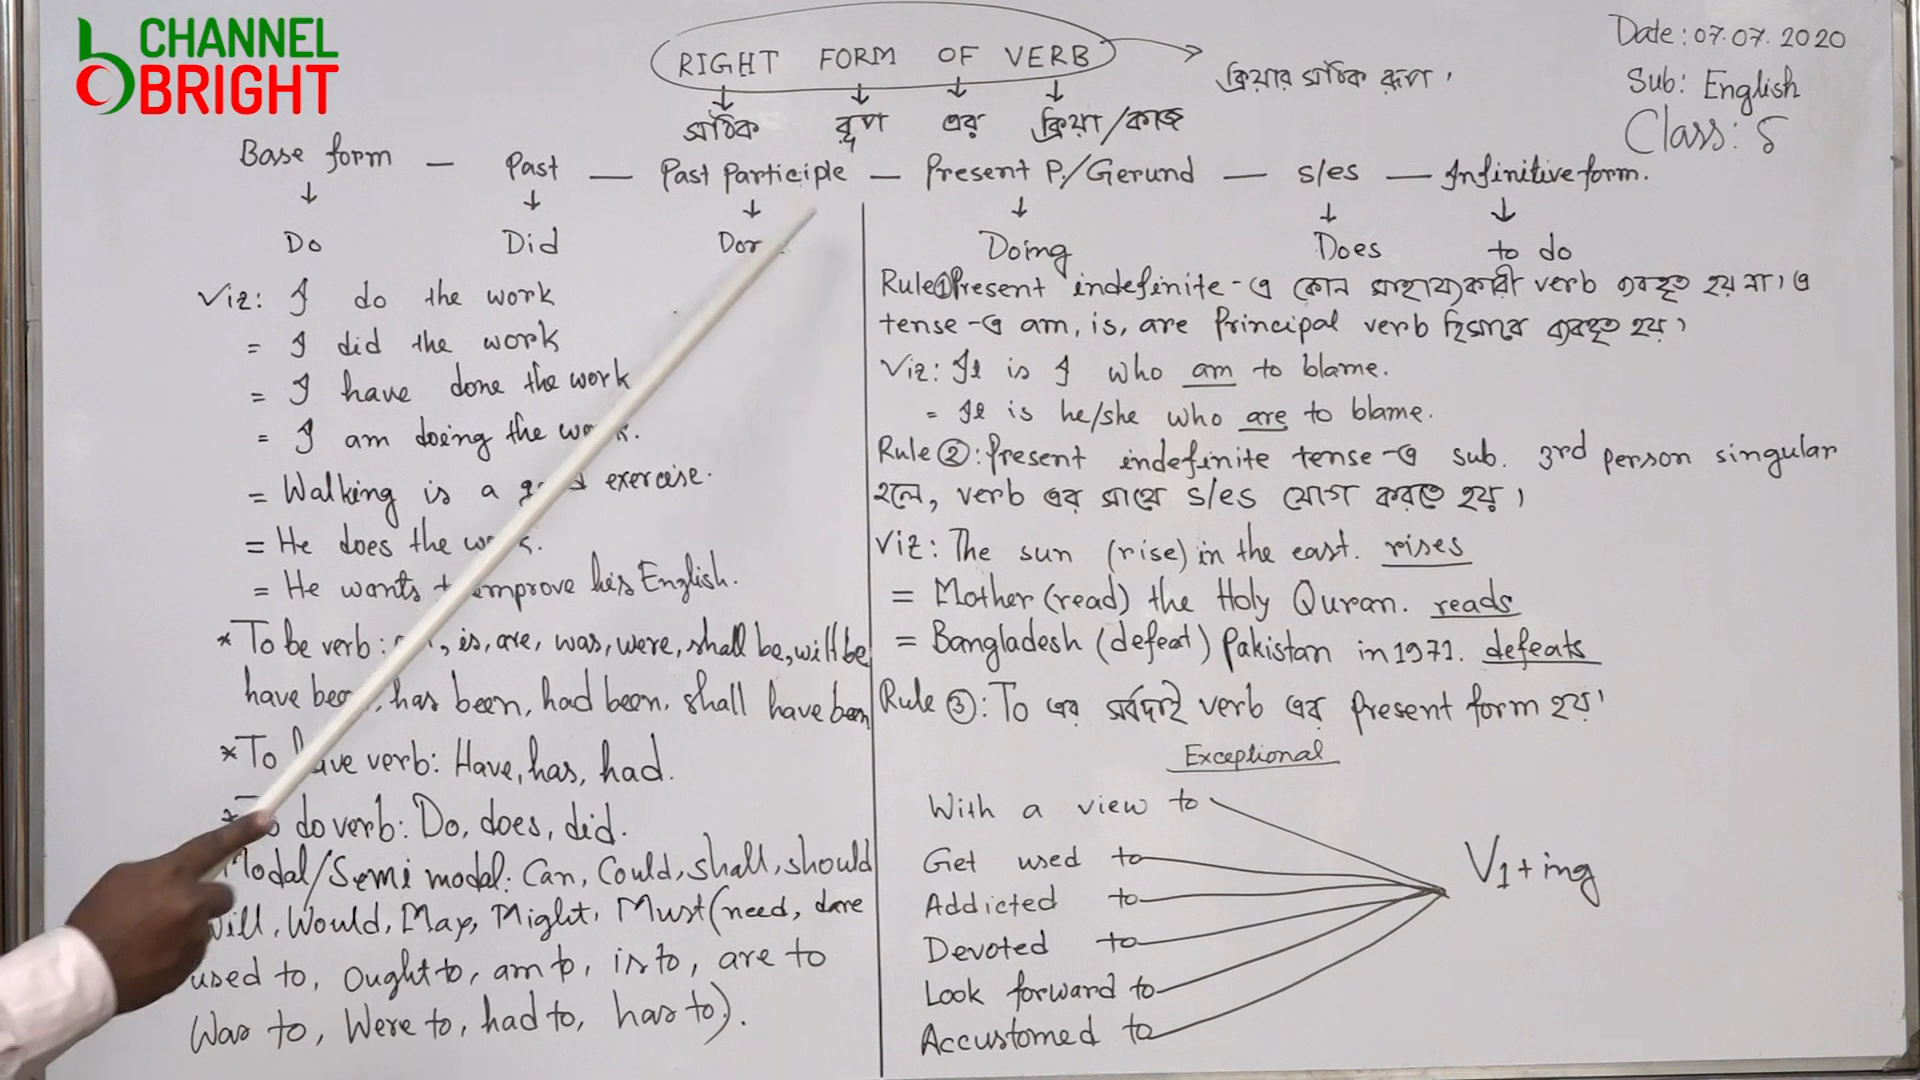 CHANNEL
BRIGHT
RIGHT FORM OF VERB
ক্রিয়ার সঠিক রূপ।
সঠিক রূপ এর ক্রিয়া/কাজ
Date: 07.07.2020
Sub: English
Class: 8
Base form — Past — Past Participle — Present P./Gerund — s/es — Infinitive form.
Do Did Doing Does to do
Viz: I do the work
= I did the work
= I have done the work
= I am doing the
= Walking is a exercise.
= He does the
= He wants improve his English.
* To be verb: , is, are, was, were, shall be, will be
have , has been, had been, shall have been
* To verb: Have, has, had.
do verb: Do, does, did.
Modal/Semi modal: Can, Could, shall, should
Will, Would, May, Might, Must (need, dare
used to, ought to, am to, is to, are to
Was to, Were to, had to, has to).
Rule ① Present indefinite-এ কোন সাহায্যকারী verb ব্যবহৃত হয় না। এ
tense-এ am, is, are Principal verb হিসাবে ব্যবহৃত হয়।
Viz: It is I who am to blame.
= It is he/she who are to blame.
Rule ②: Present indefinite tense-এ sub. 3rd person singular
হলে, verb এর সাথে s/es যোগ করতে হয়।
Viz: The sun (rise) in the east. rises
= Mother (read) the Holy Quran. reads
= Bangladesh (defeat) Pakistan in 1971. defeats
Rule ③: To এর সর্বদাই verb এর Present form হয়।
Exceptional
With a view to
Get used to
Addicted to
Devoted to
Look forward to
Accustomed to
V1+ing